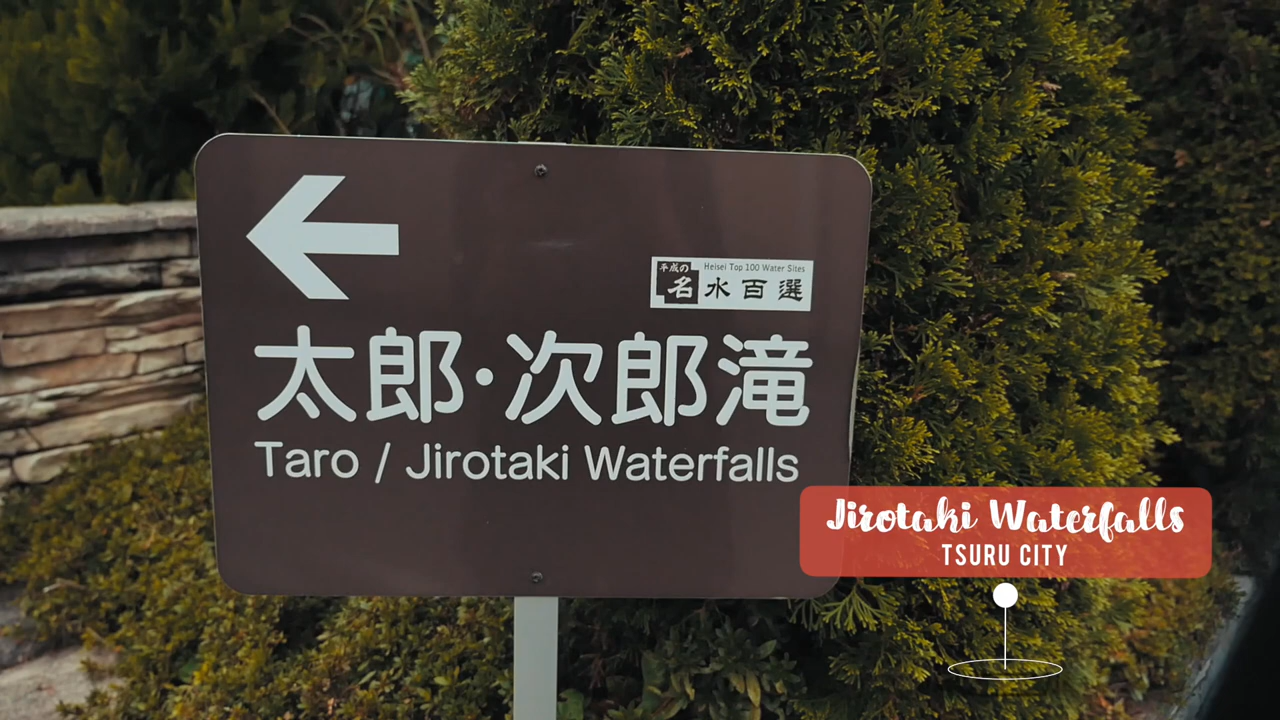 平成の
Heisei Top 100 Water Sites
名水百選
太郎・次郎滝
Taro / Jirotaki Waterfalls
Jirotaki Waterfalls
TSURU CITY